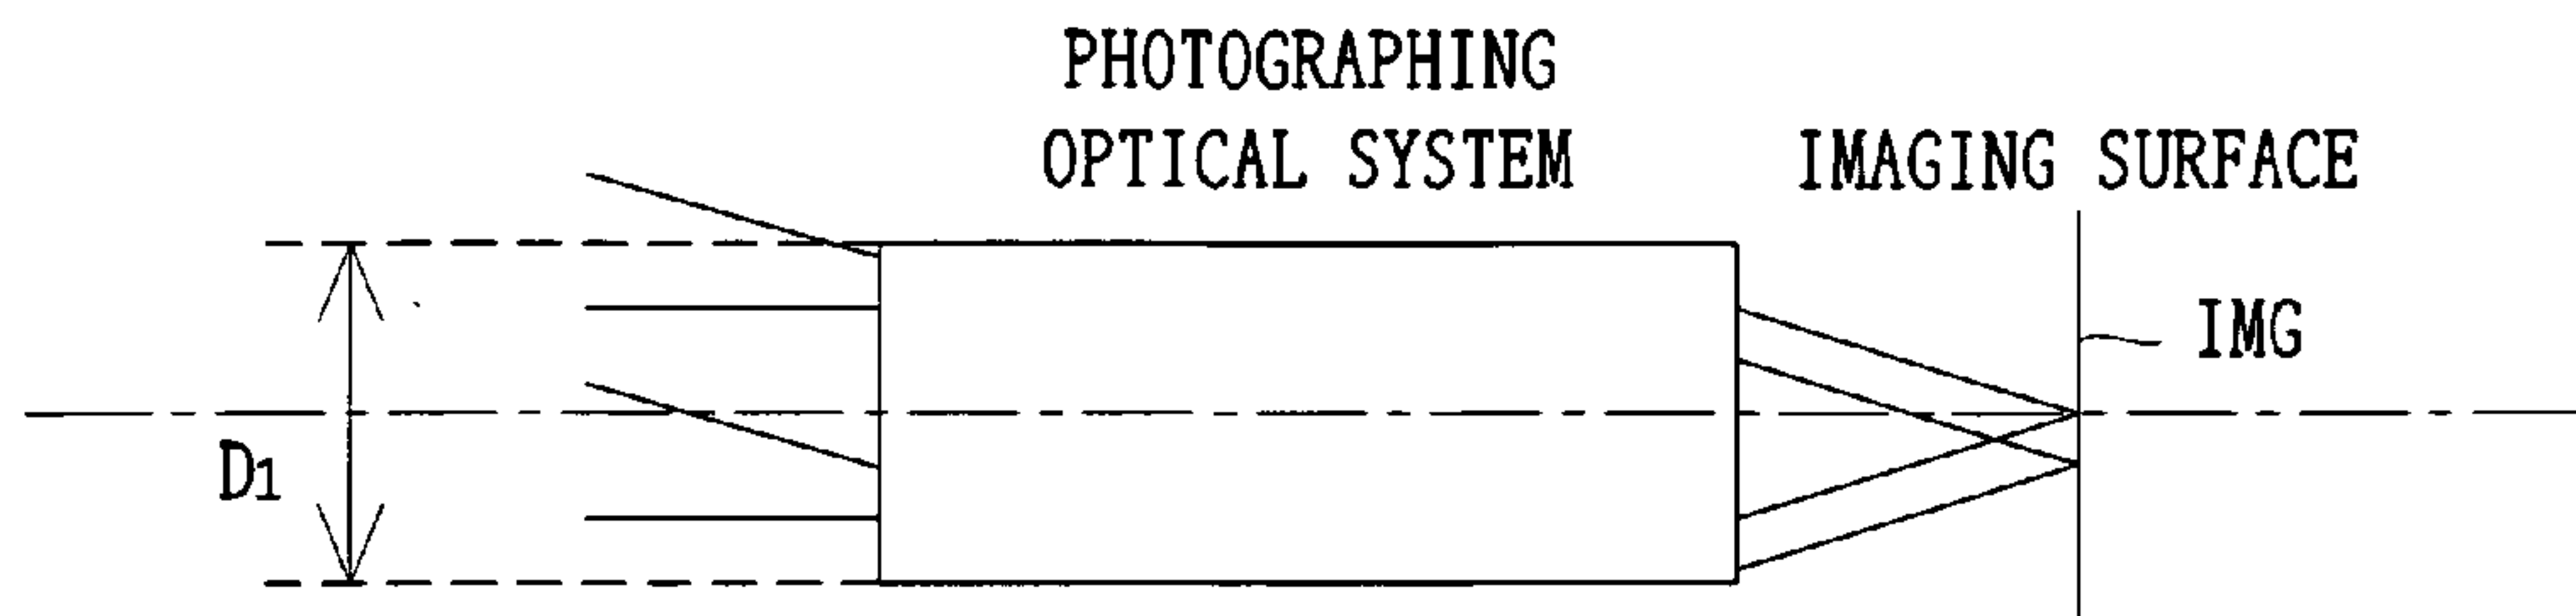 PHOTOGRAPHING
OPTICAL SYSTEM
IMAGING SURFACE
IMG
D1